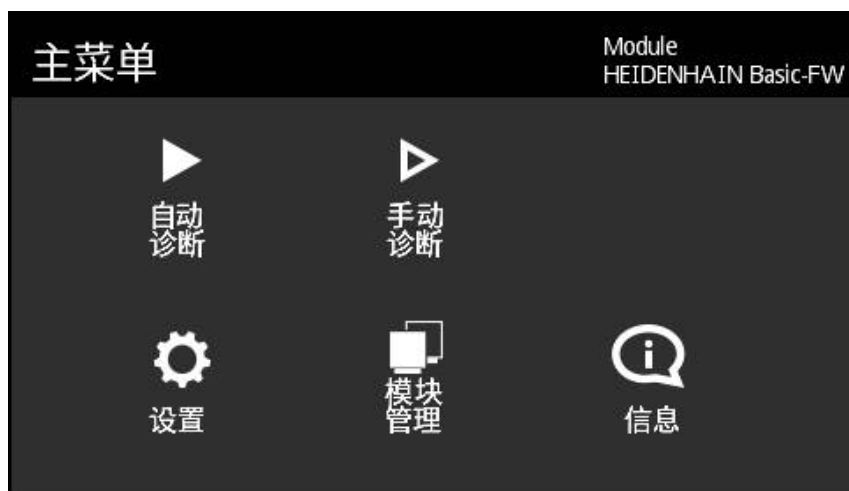 主菜单
Module
HEIDENHAIN Basic-FW
自动
诊断
手动
诊断
设置
模块
管理
信息